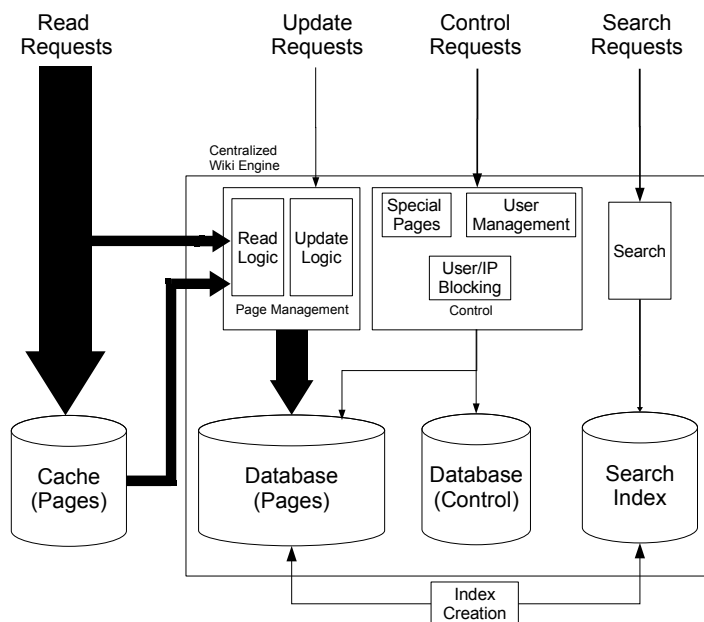 Read
Requests
Update
Requests
Control
Requests
Search
Requests
Centralized
Wiki Engine
Read
Logic
Update
Logic
Page Management
Special
Pages
User
Management
User/IP
Blocking
Control
Search
Cache
(Pages)
Database
(Pages)
Database
(Control)
Search
Index
Index
Creation